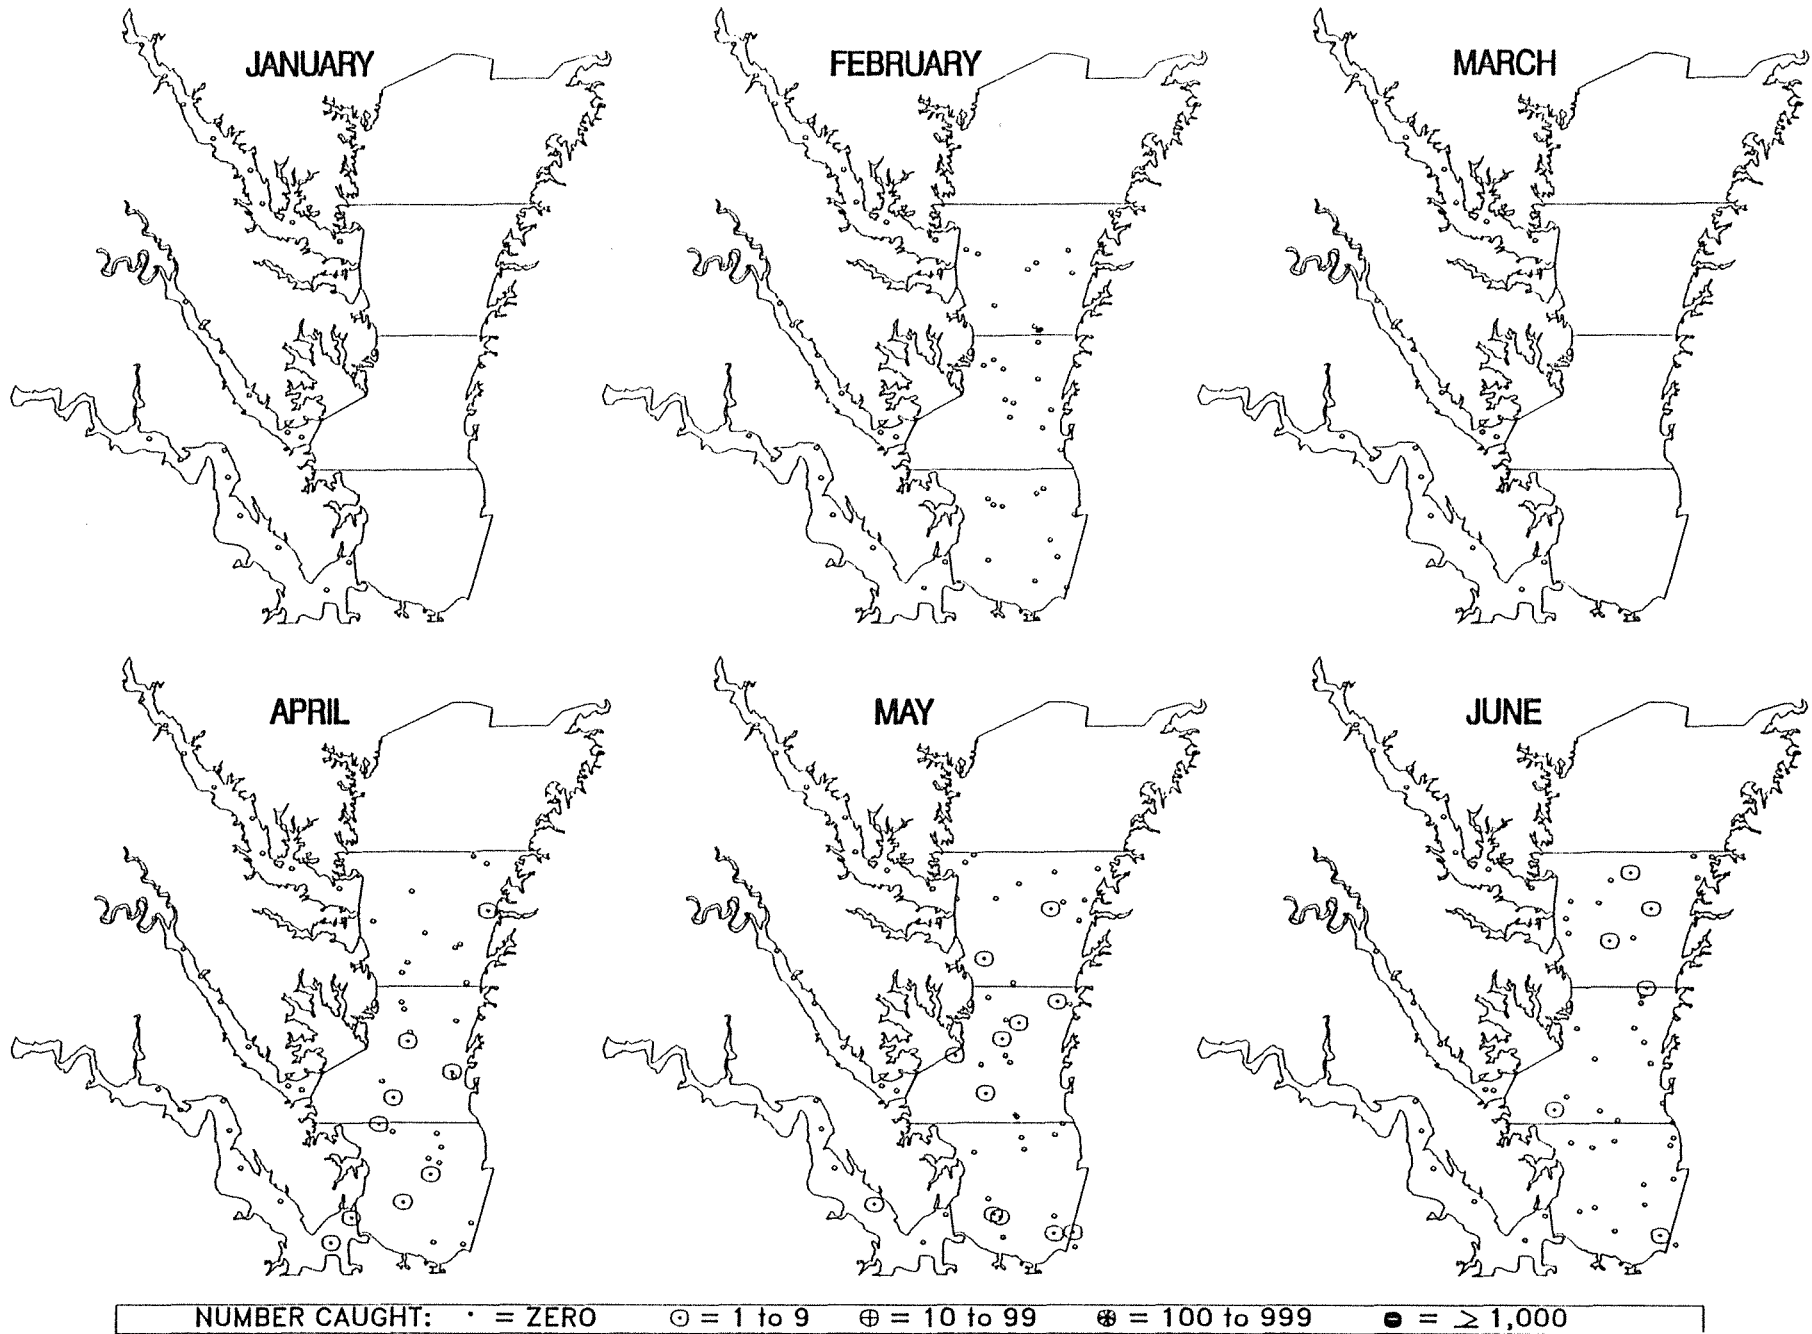 JANUARY FEBRUARY MARCH
APRIL MAY JUNE
NUMBER CAUGHT: · = ZERO ⊙ = 1 to 9 ⊕ = 10 to 99 ⊛ = 100 to 999 ● = ≥ 1,000